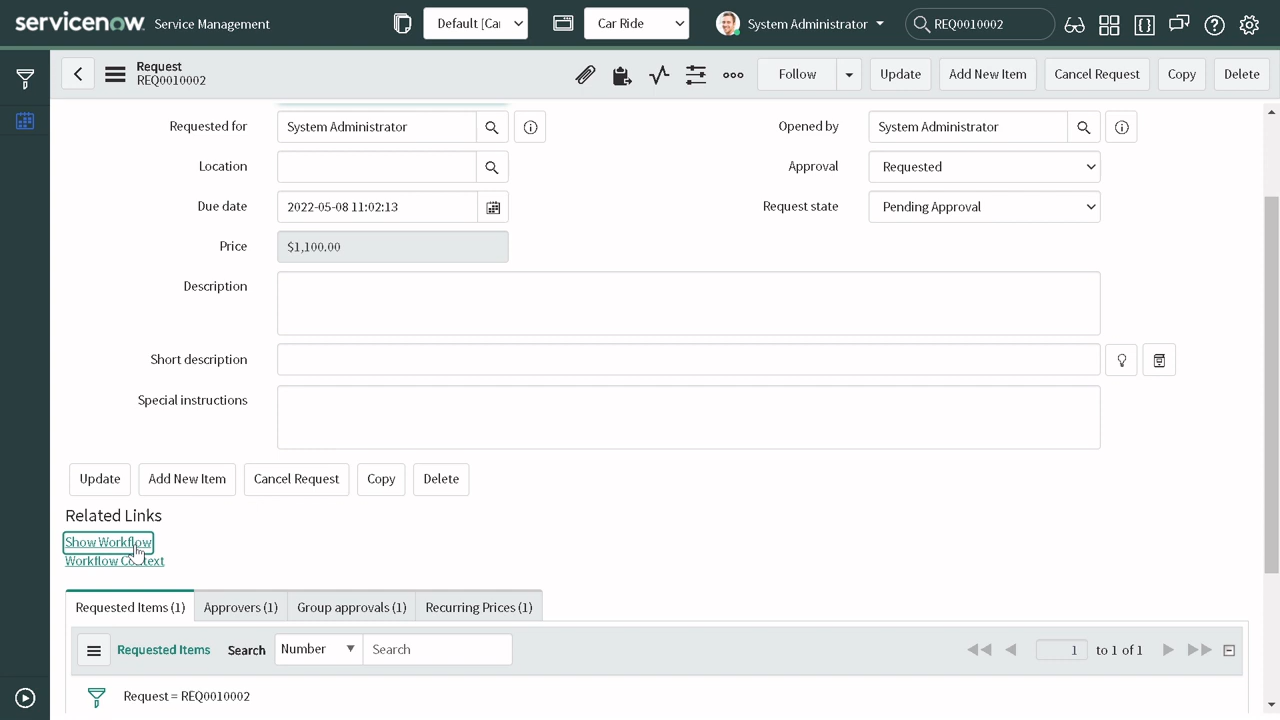 servicenow Service Management Default [Car Car Ride System Administrator REQ0010002
Request
REQ0010002
Follow Update Add New Item Cancel Request Copy Delete
Requested for System Administrator Opened by System Administrator
Location Approval Requested
Due date 2022-05-08 11:02:13 Request state Pending Approval
Price $1,100.00
Description
Short description
Special instructions
Update Add New Item Cancel Request Copy Delete
Related Links
Show Workflow
Workflow Context
Requested Items (1) Approvers (1) Group approvals (1) Recurring Prices (1)
Requested Items Search Number Search 1 to 1 of 1
Request = REQ0010002